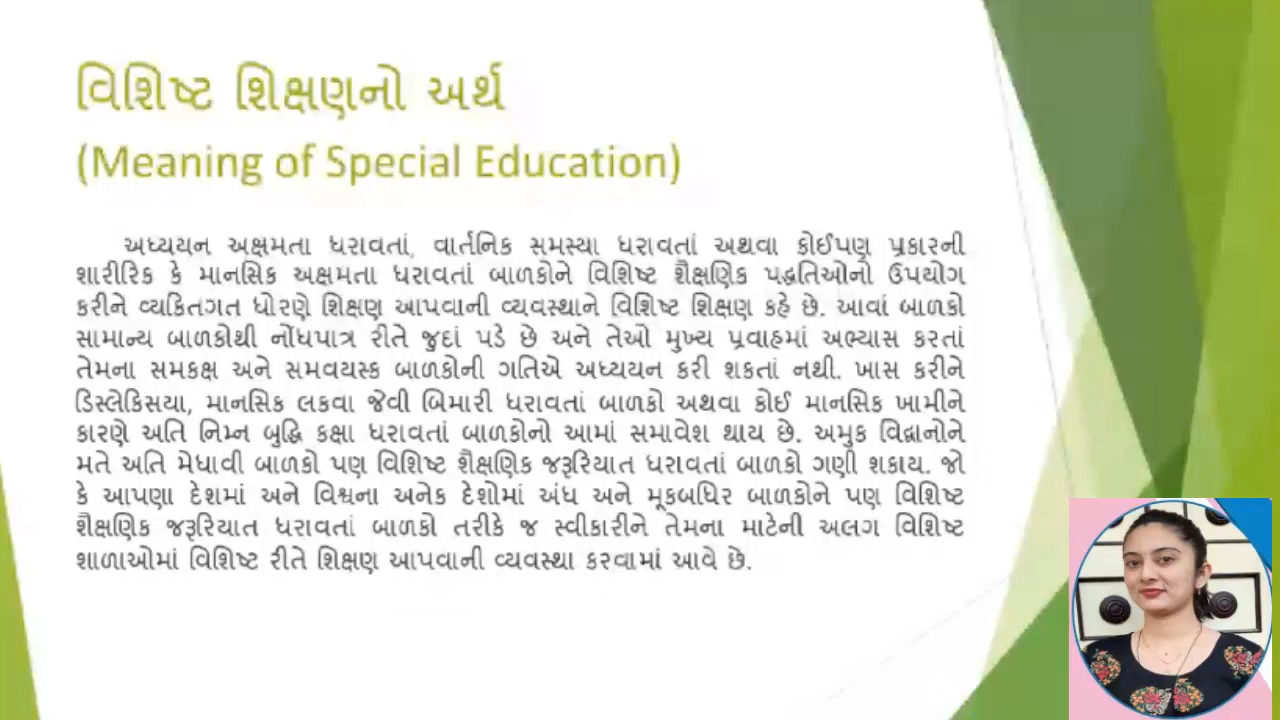 વિશિષ્ટ શિક્ષણનો અર્થ
(Meaning of Special Education)
અધ્યયન અક્ષમતા ધરાવતાં, વાર્તનિક સમસ્યા ધરાવતાં અથવા કોઈપણ પ્રકારની
શારીરિક કે માનસિક અક્ષમતા ધરાવતાં બાળકોને વિશિષ્ટ શૈક્ષણિક પદ્ધતિઓનો ઉપયોગ
કરીને વ્યકિતગત ધોરણે શિક્ષણ આપવાની વ્યવસ્થાને વિશિષ્ટ શિક્ષણ કહે છે. આવાં બાળકો
સામાન્ય બાળકોથી નોંધપાત્ર રીતે જુદાં પડે છે અને તેઓ મુખ્ય પ્રવાહમાં અભ્યાસ કરતાં
તેમના સમકક્ષ અને સમવયસ્ક બાળકોની ગતિએ અધ્યયન કરી શકતાં નથી. ખાસ કરીને
ડિસ્લેકિસયા, માનસિક લકવા જેવી બિમારી ધરાવતાં બાળકો અથવા કોઈ માનસિક ખામીને
કારણે અતિ નિમ્ન બુદ્ધિ કક્ષા ધરાવતાં બાળકોનો આમાં સમાવેશ થાય છે. અમુક વિદ્વાનોને
મતે અતિ મેધાવી બાળકો પણ વિશિષ્ટ શૈક્ષણિક જરૂરિયાત ધરાવતાં બાળકો ગણી શકાય. જો
કે આપણા દેશમાં અને વિશ્વના અનેક દેશોમાં અંધ અને મૂકબધિર બાળકોને પણ વિશિષ્ટ
શૈક્ષણિક જરૂરિયાત ધરાવતાં બાળકો તરીકે જ સ્વીકારીને તેમના માટેની અલગ વિશિષ્ટ
શાળાઓમાં વિશિષ્ટ રીતે શિક્ષણ આપવાની વ્યવસ્થા કરવામાં આવે છે.